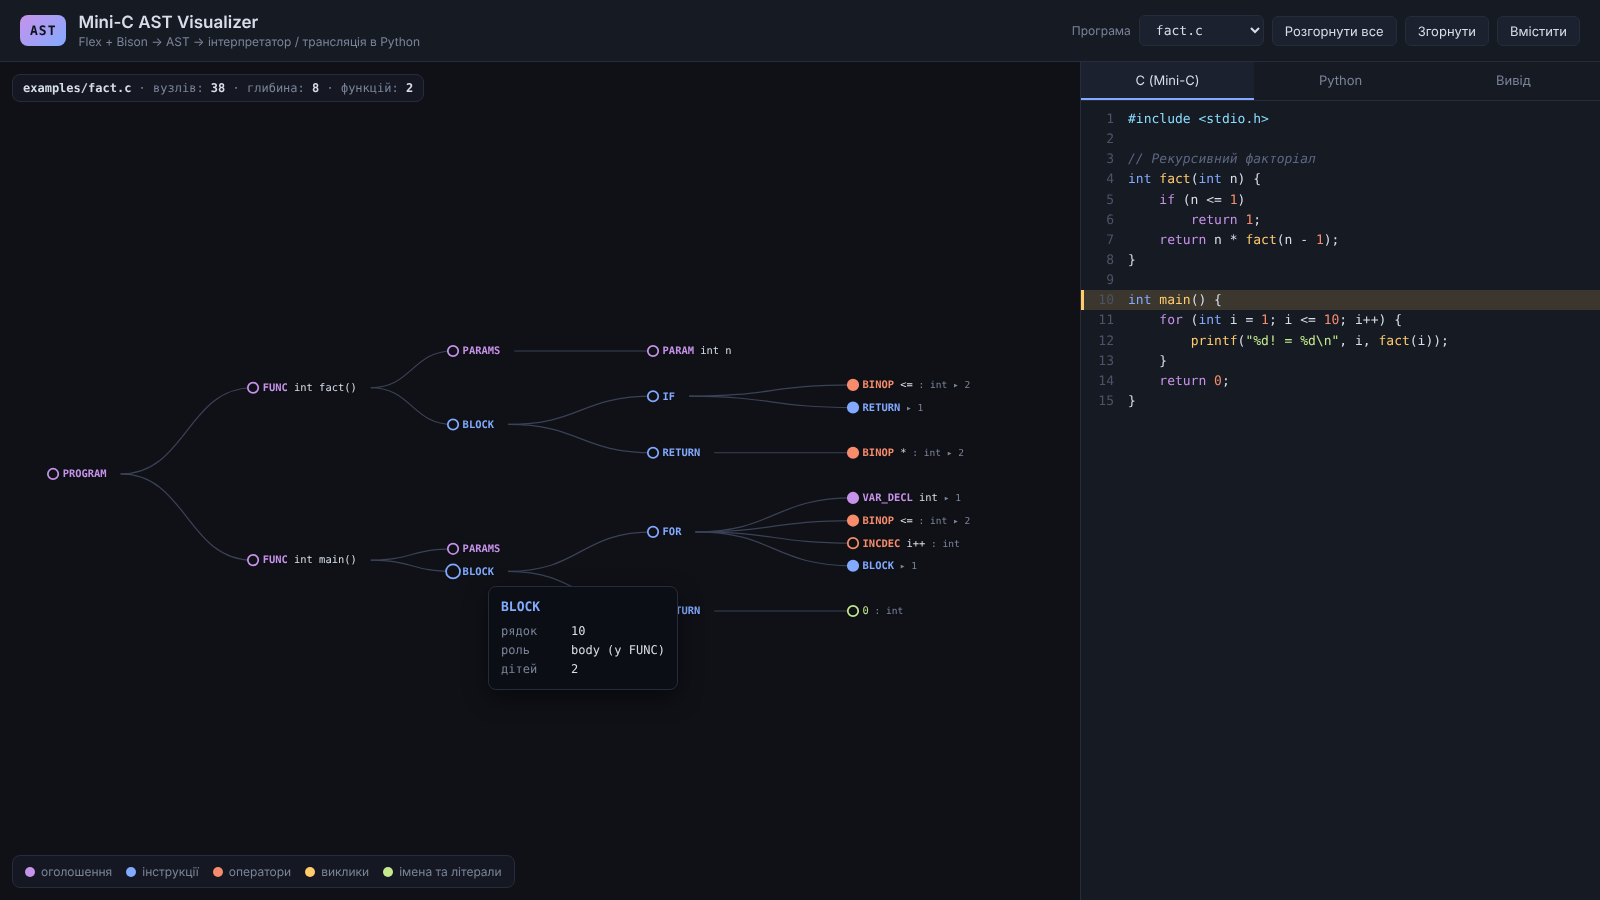 AST
Mini-C AST Visualizer
Flex + Bison → AST → інтерпретатор / трансляція в Python
Програма
fact.c
Розгорнути все
Згорнути
Вмістити
examples/fact.c · вузлів: 38 · глибина: 8 · функцій: 2
PROGRAM
FUNC int fact()
FUNC int main()
PARAMS
BLOCK
PARAMS
BLOCK
PARAM int n
IF
RETURN
FOR
TURN
BINOP <= : int ▸ 2
RETURN ▸ 1
BINOP * : int ▸ 2
VAR_DECL int ▸ 1
BINOP <= : int ▸ 2
INCDEC i++ : int
BLOCK ▸ 1
0 : int
BLOCK
рядок 10
роль body (у FUNC)
дітей 2
оголошення
інструкції
оператори
виклики
імена та літерали
C (Mini-C)
Python
Вивід
1 #include <stdio.h>
2
3 // Рекурсивний факторіал
4 int fact(int n) {
5     if (n <= 1)
6         return 1;
7     return n * fact(n - 1);
8 }
9
10 int main() {
11     for (int i = 1; i <= 10; i++) {
12         printf("%d! = %d\n", i, fact(i));
13     }
14     return 0;
15 }